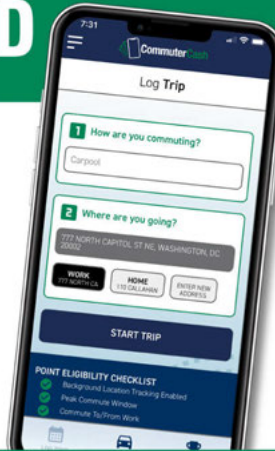 D
7:31
CommuterCash
Log Trip
1 How are you commuting?
Carpool
2 Where are you going?
777 NORTH CAPITOL ST NE, WASHINGTON, DC
20002
WORK
777 NORTH CA
HOME
110 CALLAHAN
ENTER NEW
ADDRESS
START TRIP
POINT ELIGIBILITY CHECKLIST
Background Location Tracking Enabled
Peak Commute Window
Commute To/From Work